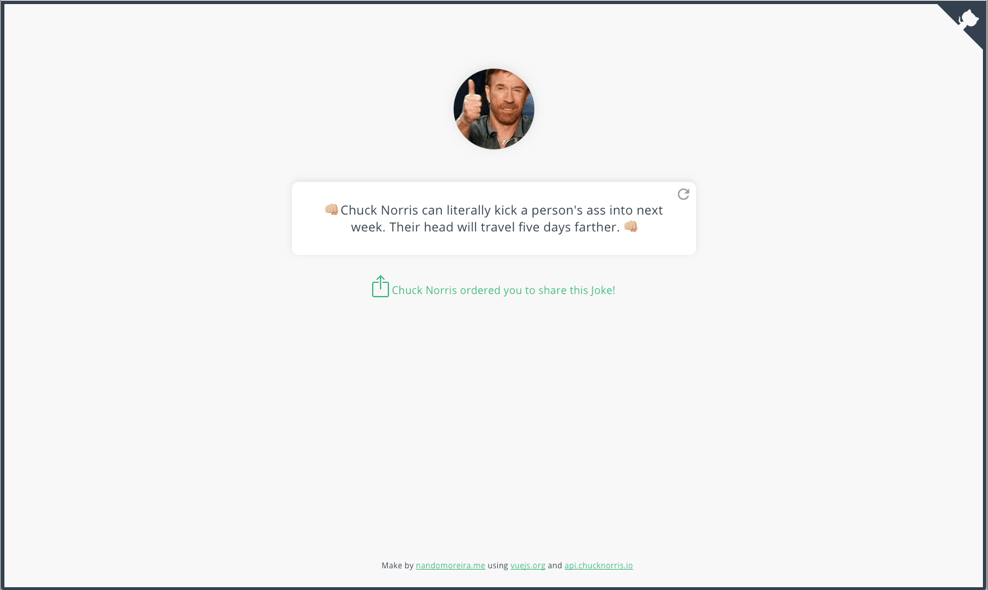 👊🏼Chuck Norris can literally kick a person's ass into next
week. Their head will travel five days farther. 👊🏼
Chuck Norris ordered you to share this Joke!
Make by nandomoreira.me using vuejs.org and api.chucknorris.io